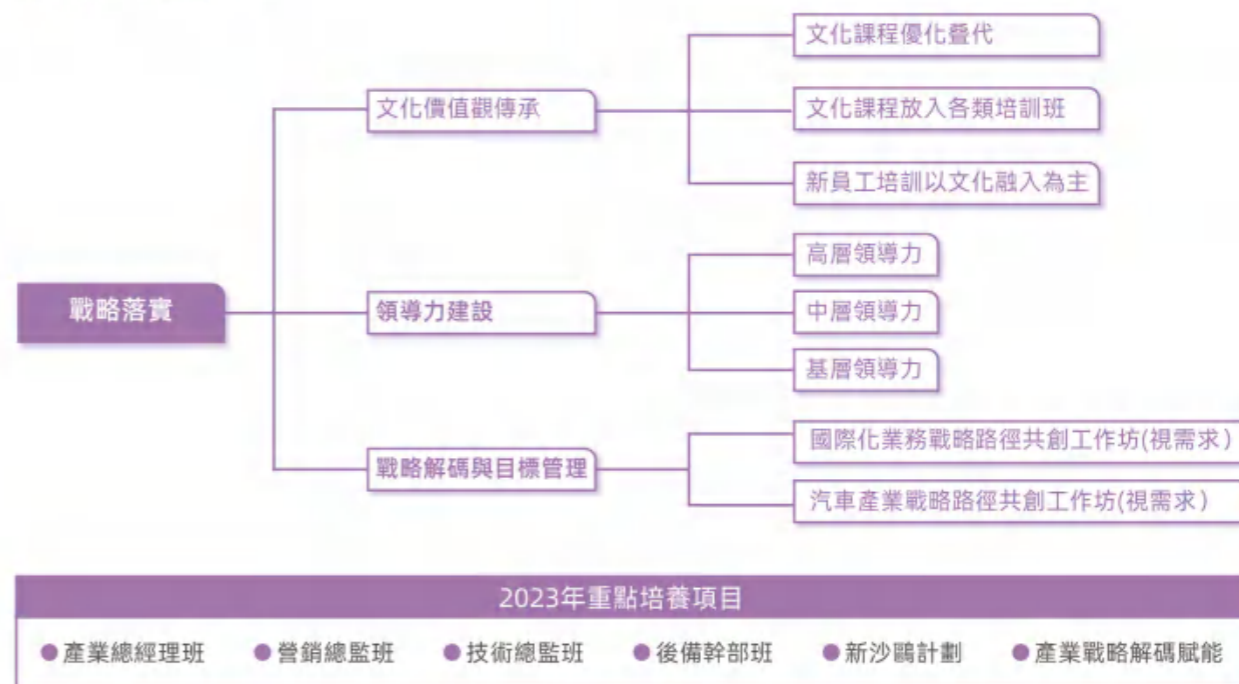 戰略落實
文化價值觀傳承
文化課程優化疊代
文化課程放入各類培訓班
新員工培訓以文化融入為主
領導力建設
高層領導力
中層領導力
基層領導力
戰略解碼與目標管理
國際化業務戰略路徑共創工作坊(視需求)
汽車產業戰略路徑共創工作坊(視需求)
2023年重點培養項目
●產業總經理班 ●營銷總監班 ●技術總監班 ●後備幹部班 ●新沙鷗計劃 ●產業戰略解碼賦能